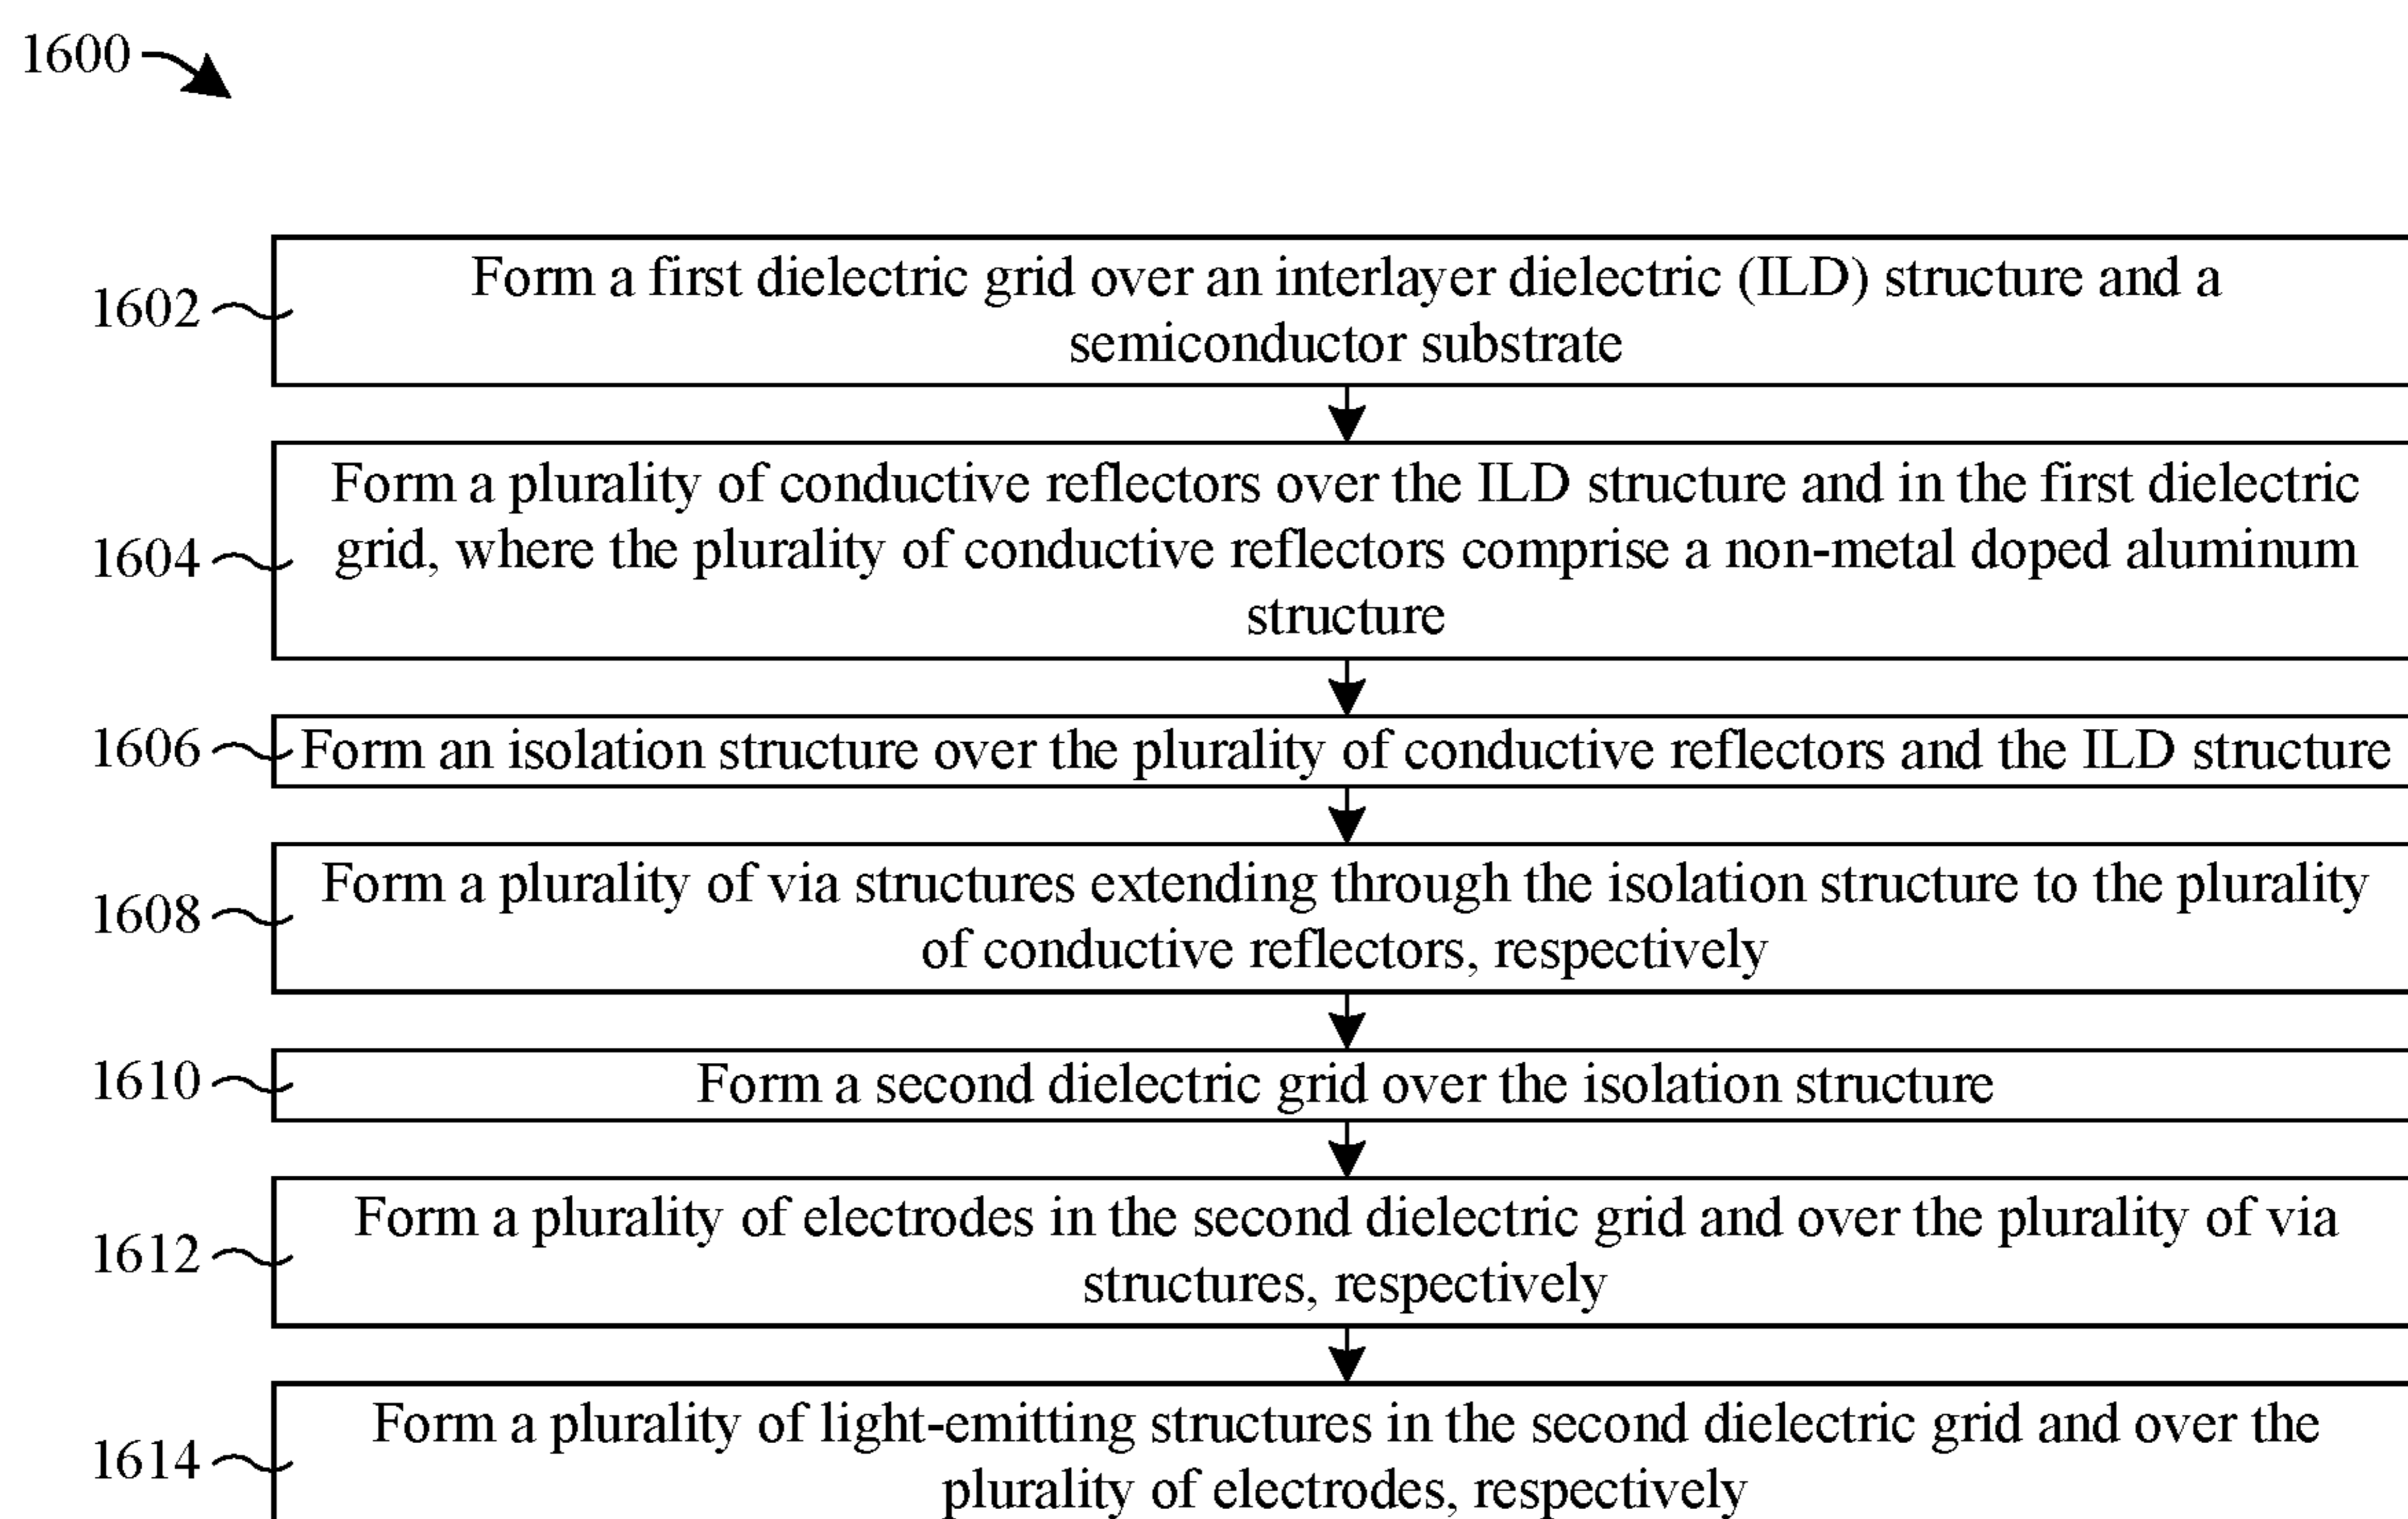 1600
1602
Form a first dielectric grid over an interlayer dielectric (ILD) structure and a
semiconductor substrate
1604
Form a plurality of conductive reflectors over the ILD structure and in the first dielectric
grid, where the plurality of conductive reflectors comprise a non-metal doped aluminum
structure
1606
Form an isolation structure over the plurality of conductive reflectors and the ILD structure
1608
Form a plurality of via structures extending through the isolation structure to the plurality
of conductive reflectors, respectively
1610
Form a second dielectric grid over the isolation structure
1612
Form a plurality of electrodes in the second dielectric grid and over the plurality of via
structures, respectively
1614
Form a plurality of light-emitting structures in the second dielectric grid and over the
plurality of electrodes, respectively